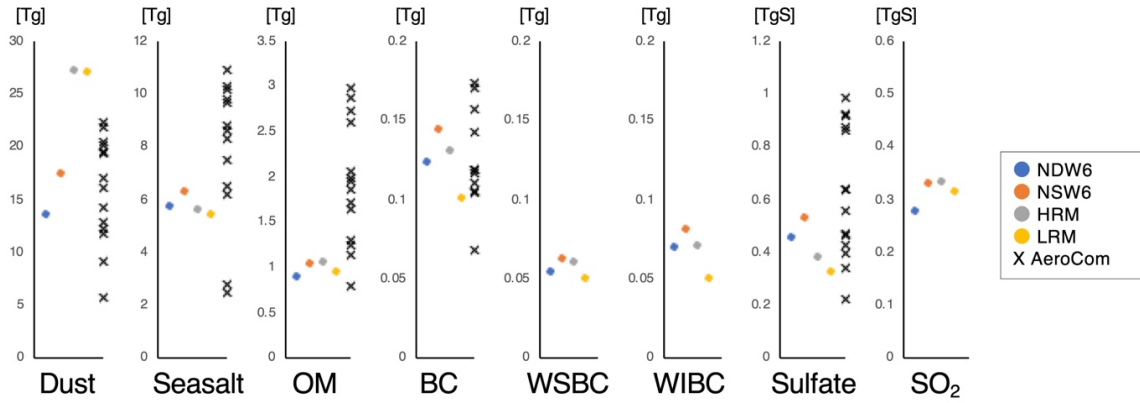 [Tg] [Tg] [Tg] [Tg] [Tg] [Tg] [TgS] [TgS]
30 12 3.5 0.2 0.2 0.2 1.2 0.6
25 10 3 0.15 0.15 0.15 1 0.5
20 8 2.5 0.1 0.1 0.1 0.8 0.4
15 6 2 0.05 0.05 0.05 0.6 0.3
10 4 1.5 0 0 0 0.4 0.2
5 2 1 0.2 0.1
0 0 0.5 0 0
0
NDW6
NSW6
HRM
LRM
X AeroCom
Dust Seasalt OM BC WSBC WIBC Sulfate SO₂